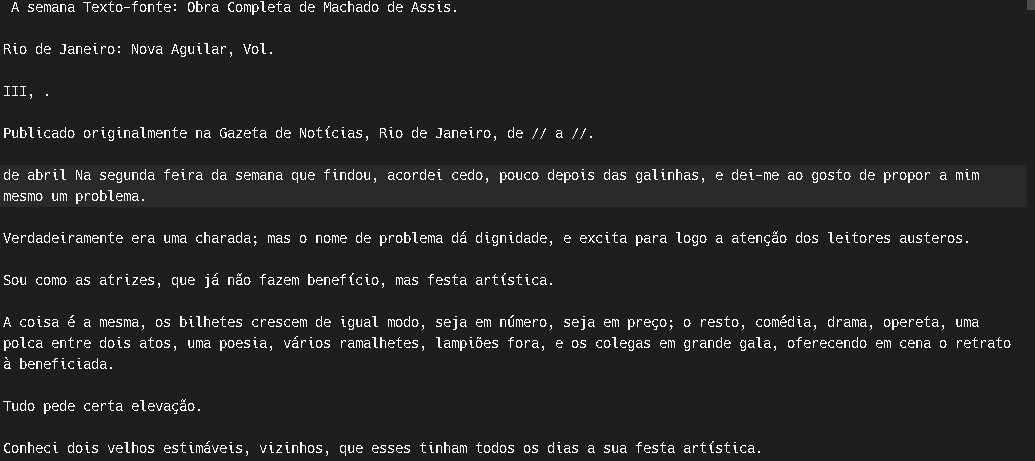 A semana Texto-fonte: Obra Completa de Machado de Assis.
Rio de Janeiro: Nova Aguilar, Vol.
III, .
Publicado originalmente na Gazeta de Notícias, Rio de Janeiro, de // a //.
de abril Na segunda feira da semana que findou, acordei cedo, pouco depois das galinhas, e dei-me ao gosto de propor a mim
mesmo um problema.
Verdadeiramente era uma charada; mas o nome de problema dá dignidade, e excita para logo a atenção dos leitores austeros.
Sou como as atrizes, que já não fazem benefício, mas festa artística.
A coisa é a mesma, os bilhetes crescem de igual modo, seja em número, seja em preço; o resto, comédia, drama, opereta, uma
polca entre dois atos, uma poesia, vários ramalhetes, lampiões fora, e os colegas em grande gala, oferecendo em cena o retrato
à beneficiada.
Tudo pede certa elevação.
Conheci dois velhos estimáveis, vizinhos, que esses tinham todos os dias a sua festa artística.